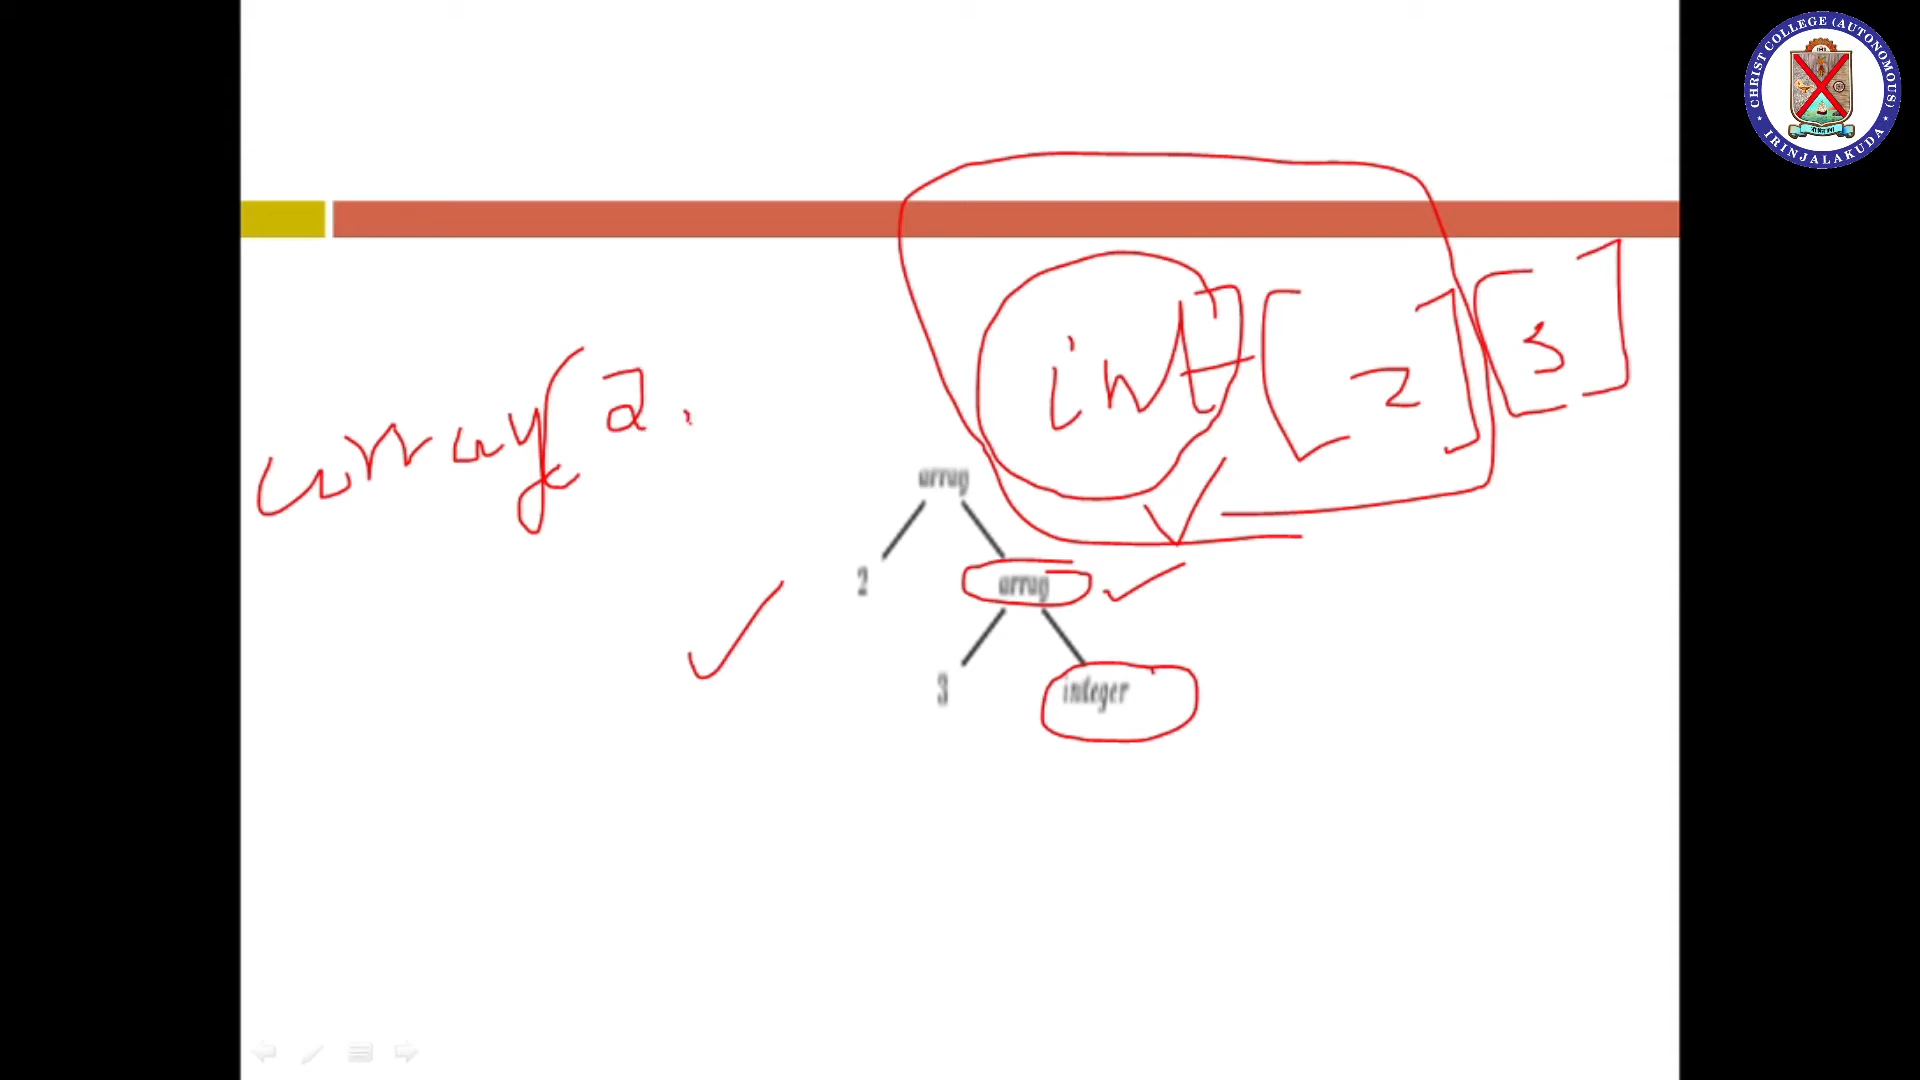 CHRIST COLLEGE (AUTONOMOUS)
IRINJALAKUDA
int [2] [3]
array( 2,
array
2 array
3 integer